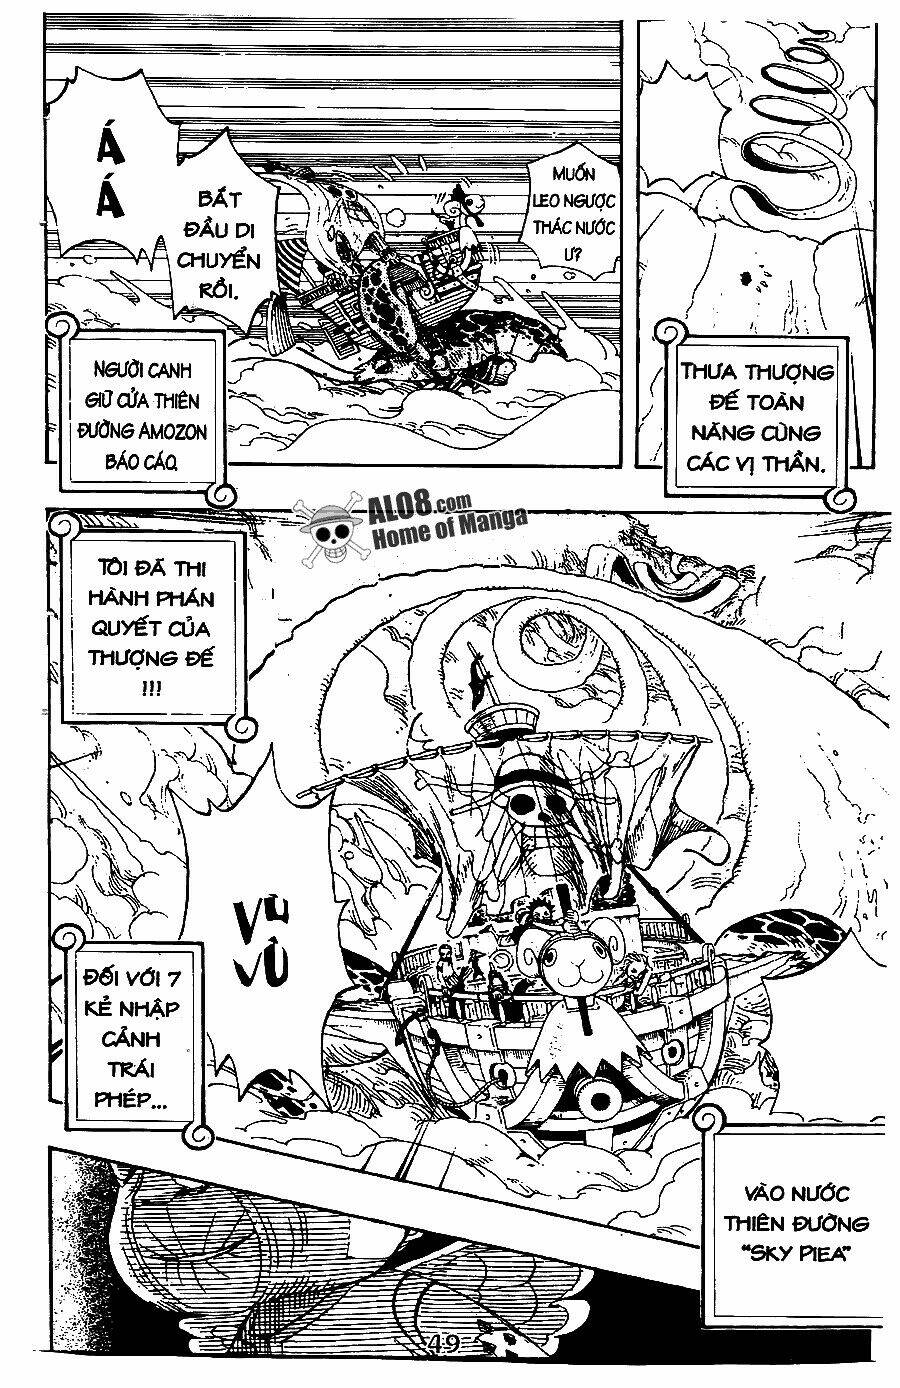 Á
Á
BẮT
ĐẦU DI
CHUYỂN
RỒI.
MUỐN
LEO NGƯỢC
THÁC NƯỚC
Ư?
NGƯỜI CANH
GIỮ CỬA THIÊN
ĐƯỜNG AMOZON
BÁO CÁO.
THƯA THƯỢNG
ĐẾ TOÀN
NĂNG CÙNG
CÁC VỊ THẦN.
AL08.com
Home of Manga
TÔI ĐÃ THI
HÀNH PHÁN
QUYẾT CỦA
THƯỢNG ĐẾ
!!!
VÙ
VÙ
ĐỐI VỚI 7
KẺ NHẬP
CẢNH
TRÁI
PHÉP...
VÀO NƯỚC
THIÊN ĐƯỜNG
"SKY PIEA"
49